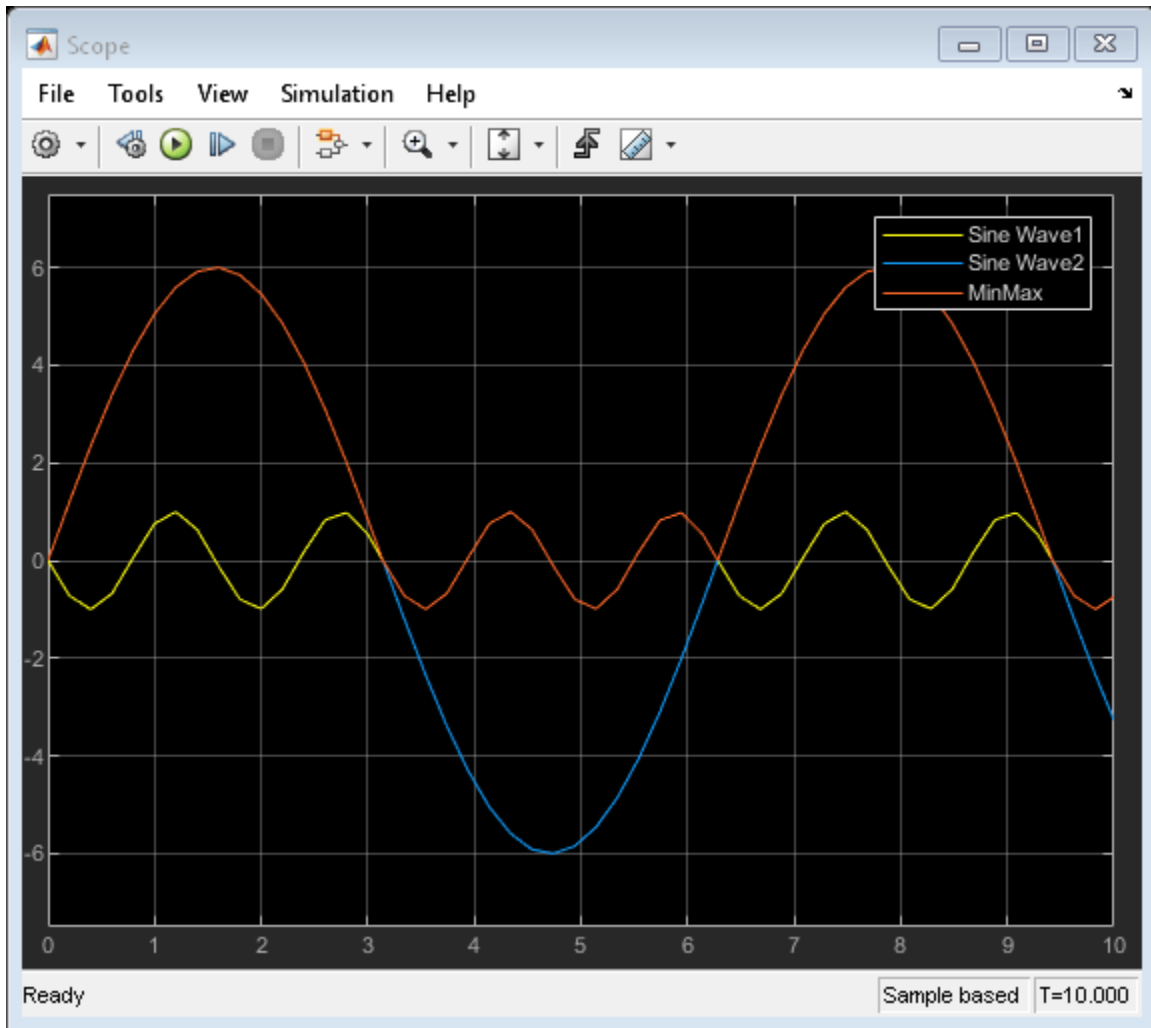 Scope
File Tools View Simulation Help
Sine Wave1
Sine Wave2
MinMax
6
4
2
0
-2
-4
-6
0 1 2 3 4 5 6 7 8 9 10
Ready Sample based T=10.000